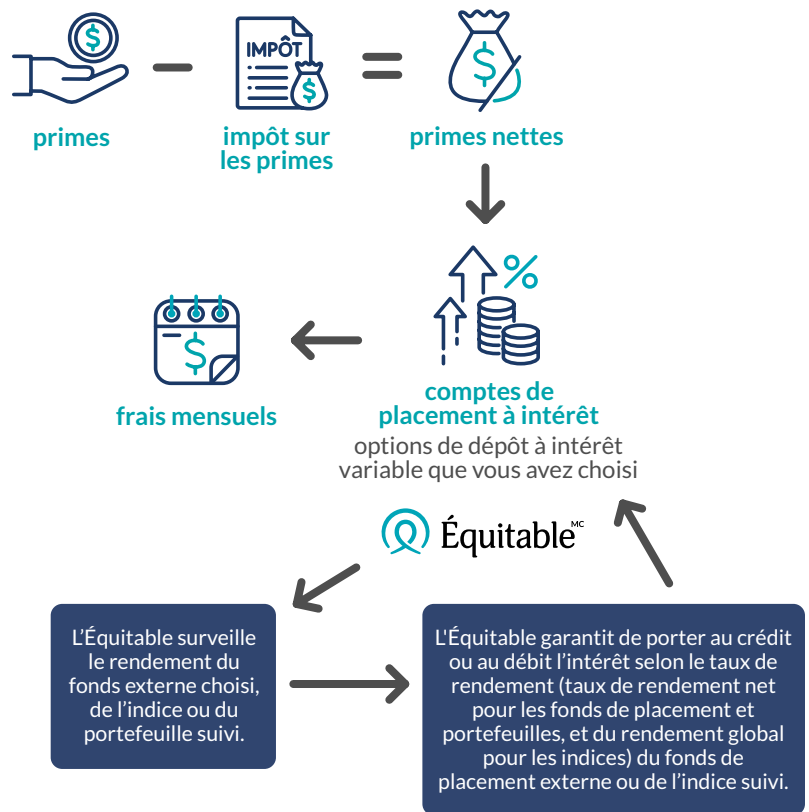 IMPÔT
primes
impôt sur
les primes
primes nettes
%
$
frais mensuels
comptes de
placement à intérêt
options de dépôt à intérêt
variable que vous avez choisi
Équitable MC
L’Équitable surveille
le rendement du
fonds externe choisi,
de l’indice ou du
portefeuille suivi.
L'Équitable garantit de porter au crédit
ou au débit l’intérêt selon le taux de
rendement (taux de rendement net
pour les fonds de placement et
portefeuilles, et du rendement global
pour les indices) du fonds de
placement externe ou de l’indice suivi.